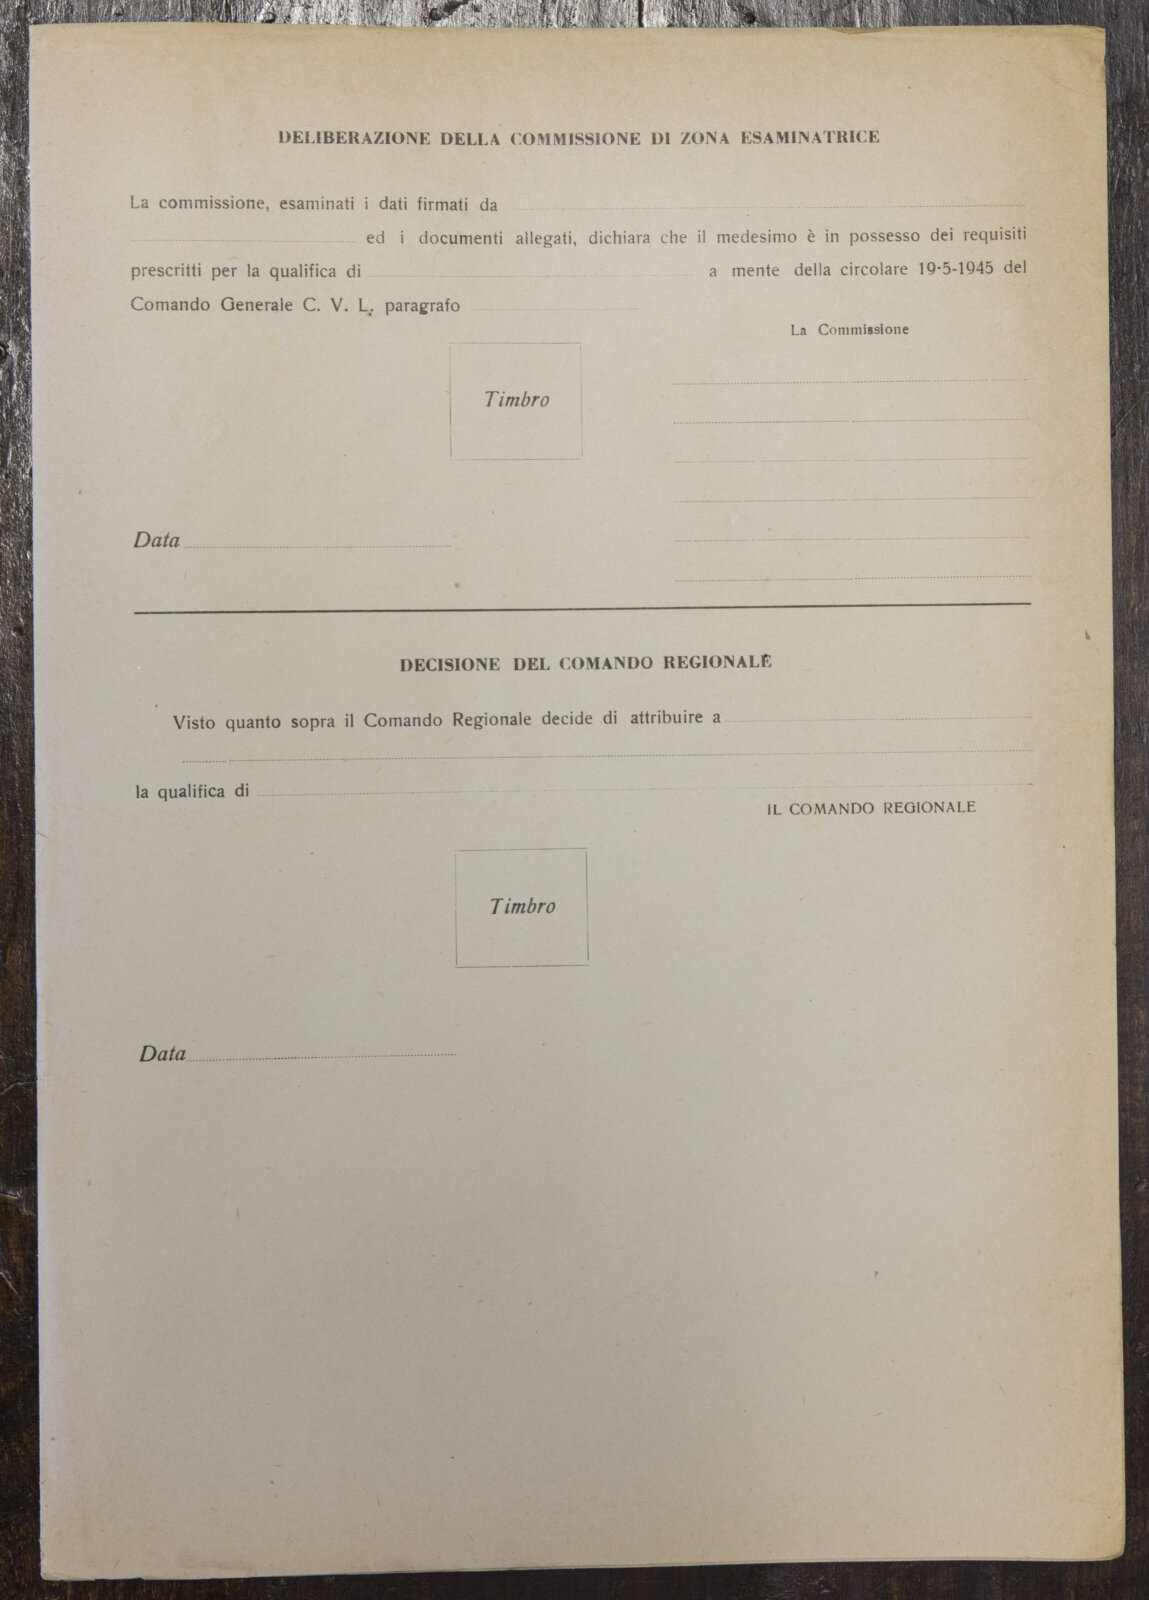 DELIBERAZIONE DELLA COMMISSIONE DI ZONA ESAMINATRICE
La commissione, esaminati i dati firmati da
ed i documenti allegati, dichiara che il medesimo è in possesso dei requisiti
prescritti per la qualifica di a mente della circolare 19-5-1945 del
Comando Generale C. V. L. paragrafo
La Commissione
Timbro
Data
DECISIONE DEL COMANDO REGIONALE
Visto quanto sopra il Comando Regionale decide di attribuire a
la qualifica di
IL COMANDO REGIONALE
Timbro
Data